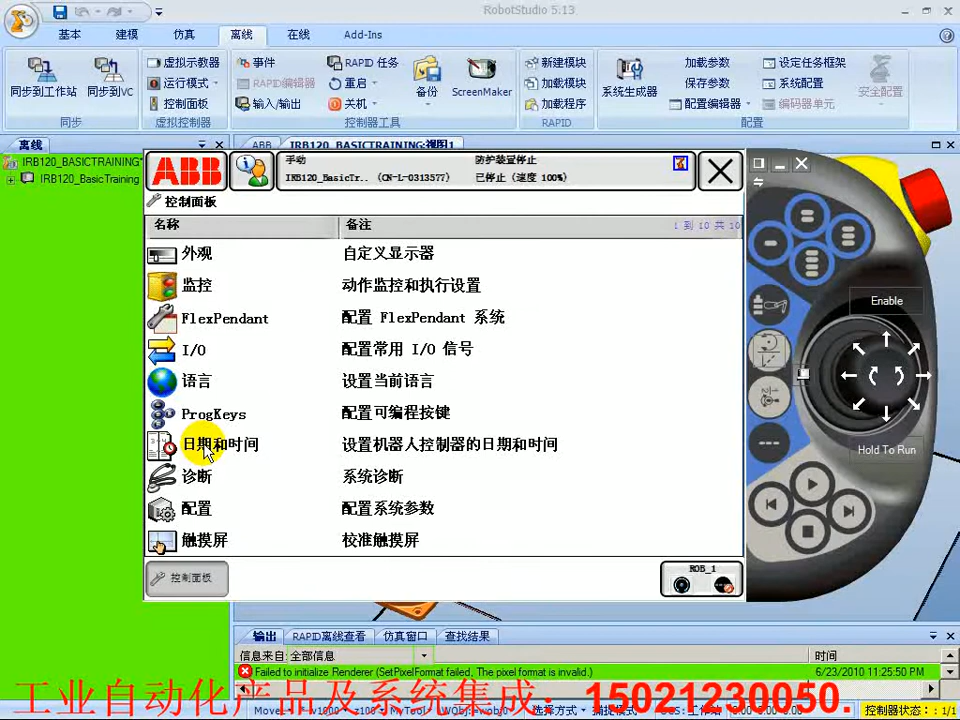 RobotStudio 5.13
基本 建模 仿真 离线 在线 Add-Ins
同步到工作站 同步到VC 虚拟示教器 运行模式 控制面板
事件 RAPID编辑器 输入/输出 RAPID 任务 重启 关机 备份 ScreenMaker
新建模块 加载模块 加载程序 系统生成器 加载参数 保存参数 配置编辑器 设定任务框架 系统配置 编码器单元 安全配置
同步 虚拟控制器 控制器工具 RAPID 配置
离线 ABB IRB120_BASICTRAINING:视图1
IRB120_BASICTRAINING
IRB120_BasicTraining
ABB 手动 防护装置停止
IRB120_BasicTr.. (CN-L-0313577) 已停止 (速度 100%)
控制面板
名称 备注 1 到 10 共 10
外观 自定义显示器
监控 动作监控和执行设置
FlexPendant 配置 FlexPendant 系统
I/O 配置常用 I/O 信号
语言 设置当前语言
ProgKeys 配置可编程按键
日期和时间 设置机器人控制器的日期和时间
诊断 系统诊断
配置 配置系统参数
触摸屏 校准触摸屏
控制面板 ROB_1
Enable
Hold To Run
输出 RAPID离线查看 仿真窗口 查找结果
信息来自: 全部信息 时间
Failed to initialize Renderer (SetPixelFormat failed, The pixel format is invalid.) 6/23/2010 11:25:50 PM
工业自动化产品及系统集成：15021230050.
控制器状态: 1/1